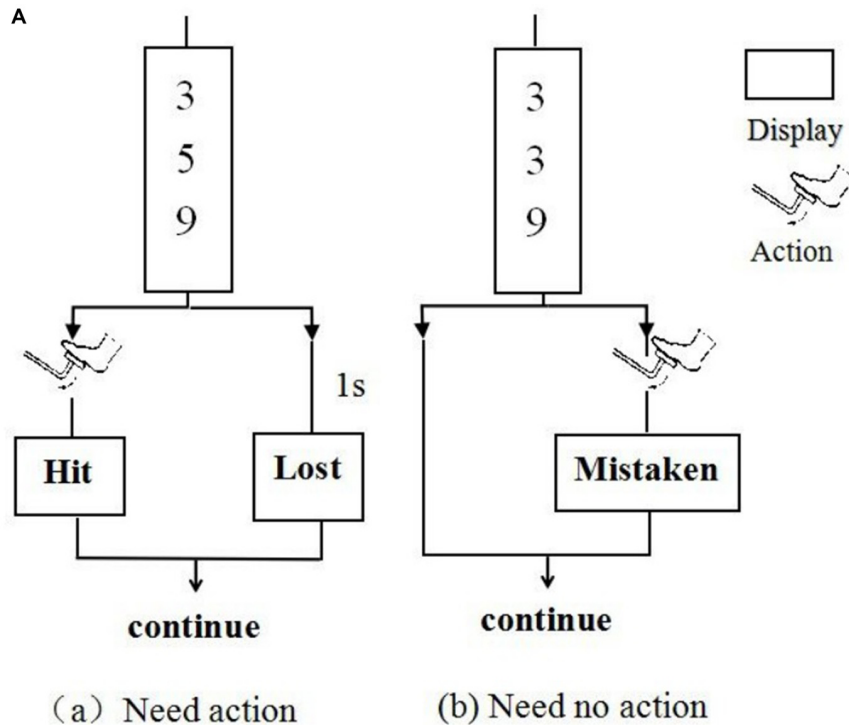 A
3
5
9
1s
Hit
Lost
continue
（a）Need action
3
3
9
Mistaken
continue
(b) Need no action
Display
Action